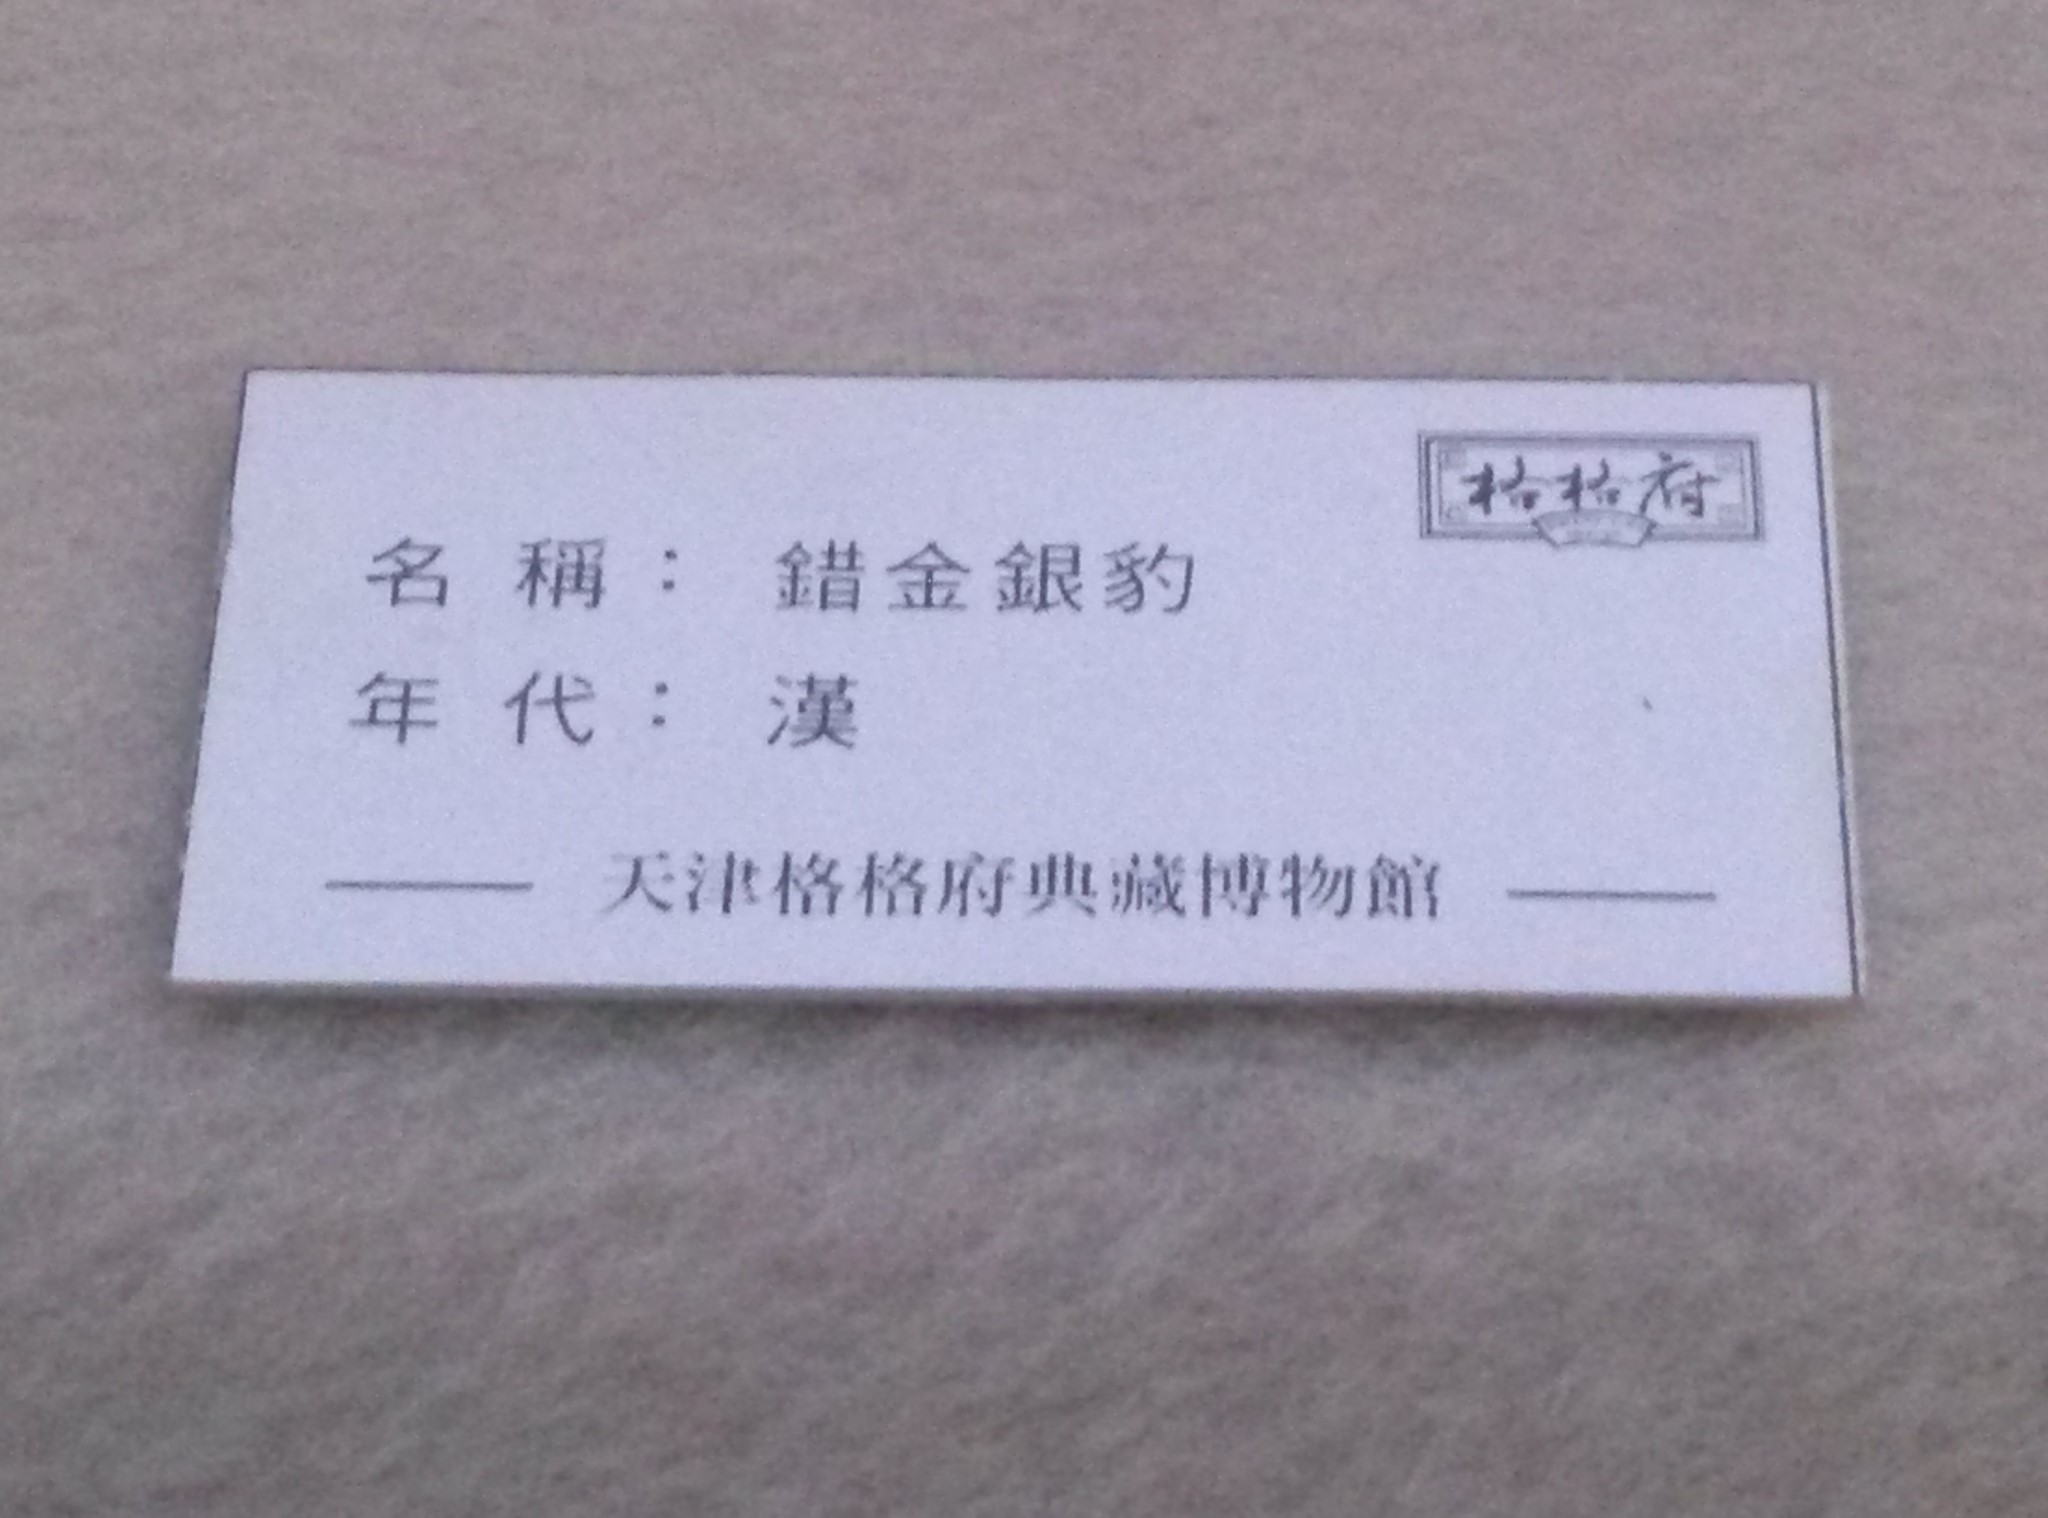 格格府
名 稱： 錯金銀豹
年 代： 漢
天津格格府典藏博物館